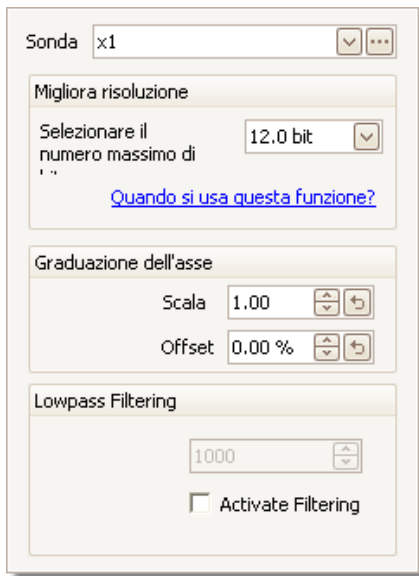 Sonda x1
Migliora risoluzione
Selezionare il
numero massimo di
12.0 bit
Quando si usa questa funzione?
Graduazione dell'asse
Scala 1.00
Offset 0.00 %
Lowpass Filtering
1000
Activate Filtering